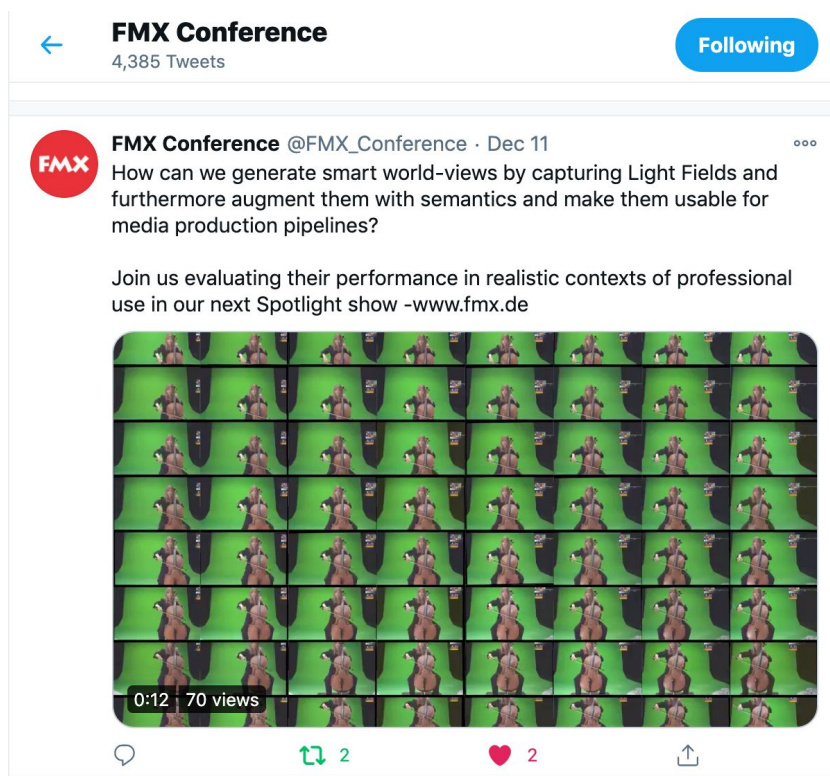 FMX Conference
4,385 Tweets
Following
FMX
FMX Conference @FMX_Conference · Dec 11
How can we generate smart world-views by capturing Light Fields and
furthermore augment them with semantics and make them usable for
media production pipelines?
Join us evaluating their performance in realistic contexts of professional
use in our next Spotlight show -www.fmx.de
0:12 70 views
2
2